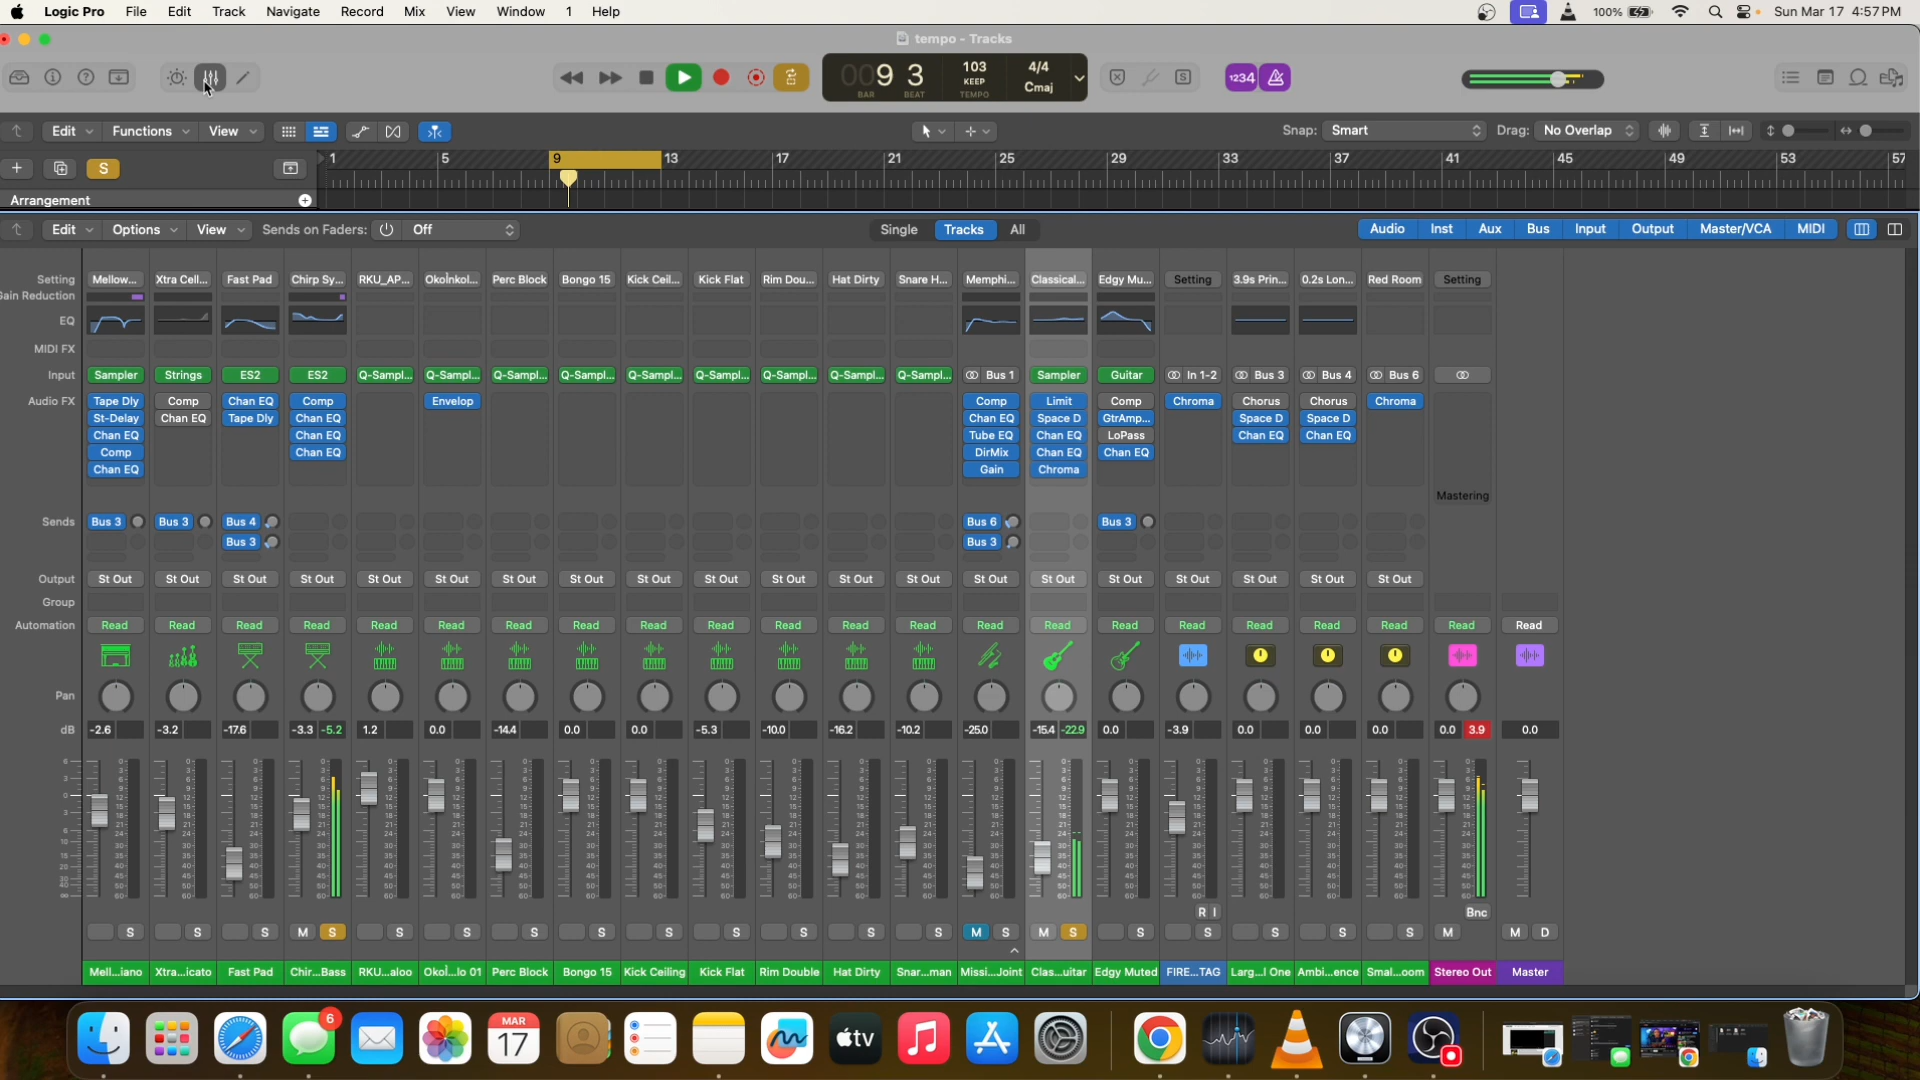 Logic Pro File Edit Track Navigate Record Mix View Window 1 Help 100% Sun Mar 17 4:57 PM
tempo - Tracks
009 3 103 4/4
KEEP Cmaj
BAR BEAT TEMPO
1234
Edit Functions View Snap: Smart Drag: No Overlap
S 1 5 9 13 17 21 25 29 33 37 41 45 49 53 57
Arrangement
Edit Options View Sends on Faders: Off Single Tracks All Audio Inst Aux Bus Input Output Master/VCA MIDI
Setting Mellow... Xtra Cell... Fast Pad Chirp Sy... RKU_AP... Okoìnkol... Perc Block Bongo 15 Kick Ceil... Kick Flat Rim Dou... Hat Dirty Snare H... Memphi... Classical... Edgy Mu... Setting 3.9s Prin... 0.2s Lon... Red Room Setting
Gain Reduction
EQ
MIDI FX
Input Sampler Strings ES2 ES2 Q-Sampl... Q-Sampl... Q-Sampl... Q-Sampl... Q-Sampl... Q-Sampl... Q-Sampl... Q-Sampl... Q-Sampl... Bus 1 Sampler Guitar In 1-2 Bus 3 Bus 4 Bus 6
Audio FX Tape Dly Comp Chan EQ Comp Envelop Comp Limit Comp Chroma Chorus Chorus Chroma
St-Delay Chan EQ Tape Dly Chan EQ Chan EQ Space D GtrAmp... Space D Space D
Chan EQ Chan EQ Tube EQ Chan EQ LoPass Chan EQ Chan EQ
Comp Chan EQ DirMix Chan EQ Chan EQ
Chan EQ Gain Chroma
Mastering
Sends Bus 3 Bus 3 Bus 4 Bus 6 Bus 3
Bus 3 Bus 3
Output St Out St Out St Out St Out St Out St Out St Out St Out St Out St Out St Out St Out St Out St Out St Out St Out St Out St Out St Out St Out
Group
Automation Read Read Read Read Read Read Read Read Read Read Read Read Read Read Read Read Read Read Read Read Read Read
Pan
dB -2.6 -3.2 -17.6 -3.3 -5.2 1.2 0.0 -14.4 0.0 0.0 -5.3 -10.0 -16.2 -10.2 -25.0 -15.4 -22.9 0.0 -3.9 0.0 0.0 0.0 0.0 3.9 0.0
R I Bnc
S S S M S S S S S S S S S S M S M S S S S S S M M D
Mell...iano Xtra...icato Fast Pad Chir...Bass RKU...aloo Okoì...lo 01 Perc Block Bongo 15 Kick Ceiling Kick Flat Rim Double Hat Dirty Snar...man Missi...Joint Clas...uitar Edgy Muted FIRE...TAG Larg...l One Ambi...ence Smal...oom Stereo Out Master
6
MAR
17
tv